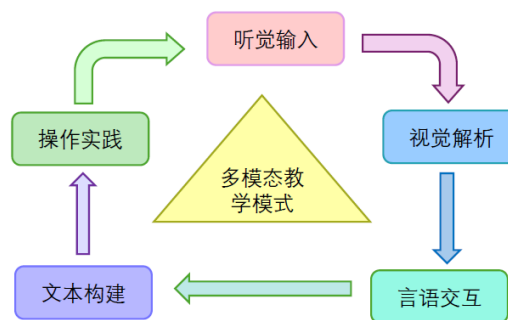 听觉输入
操作实践
视觉解析
多模态教
学模式
文本构建
言语交互